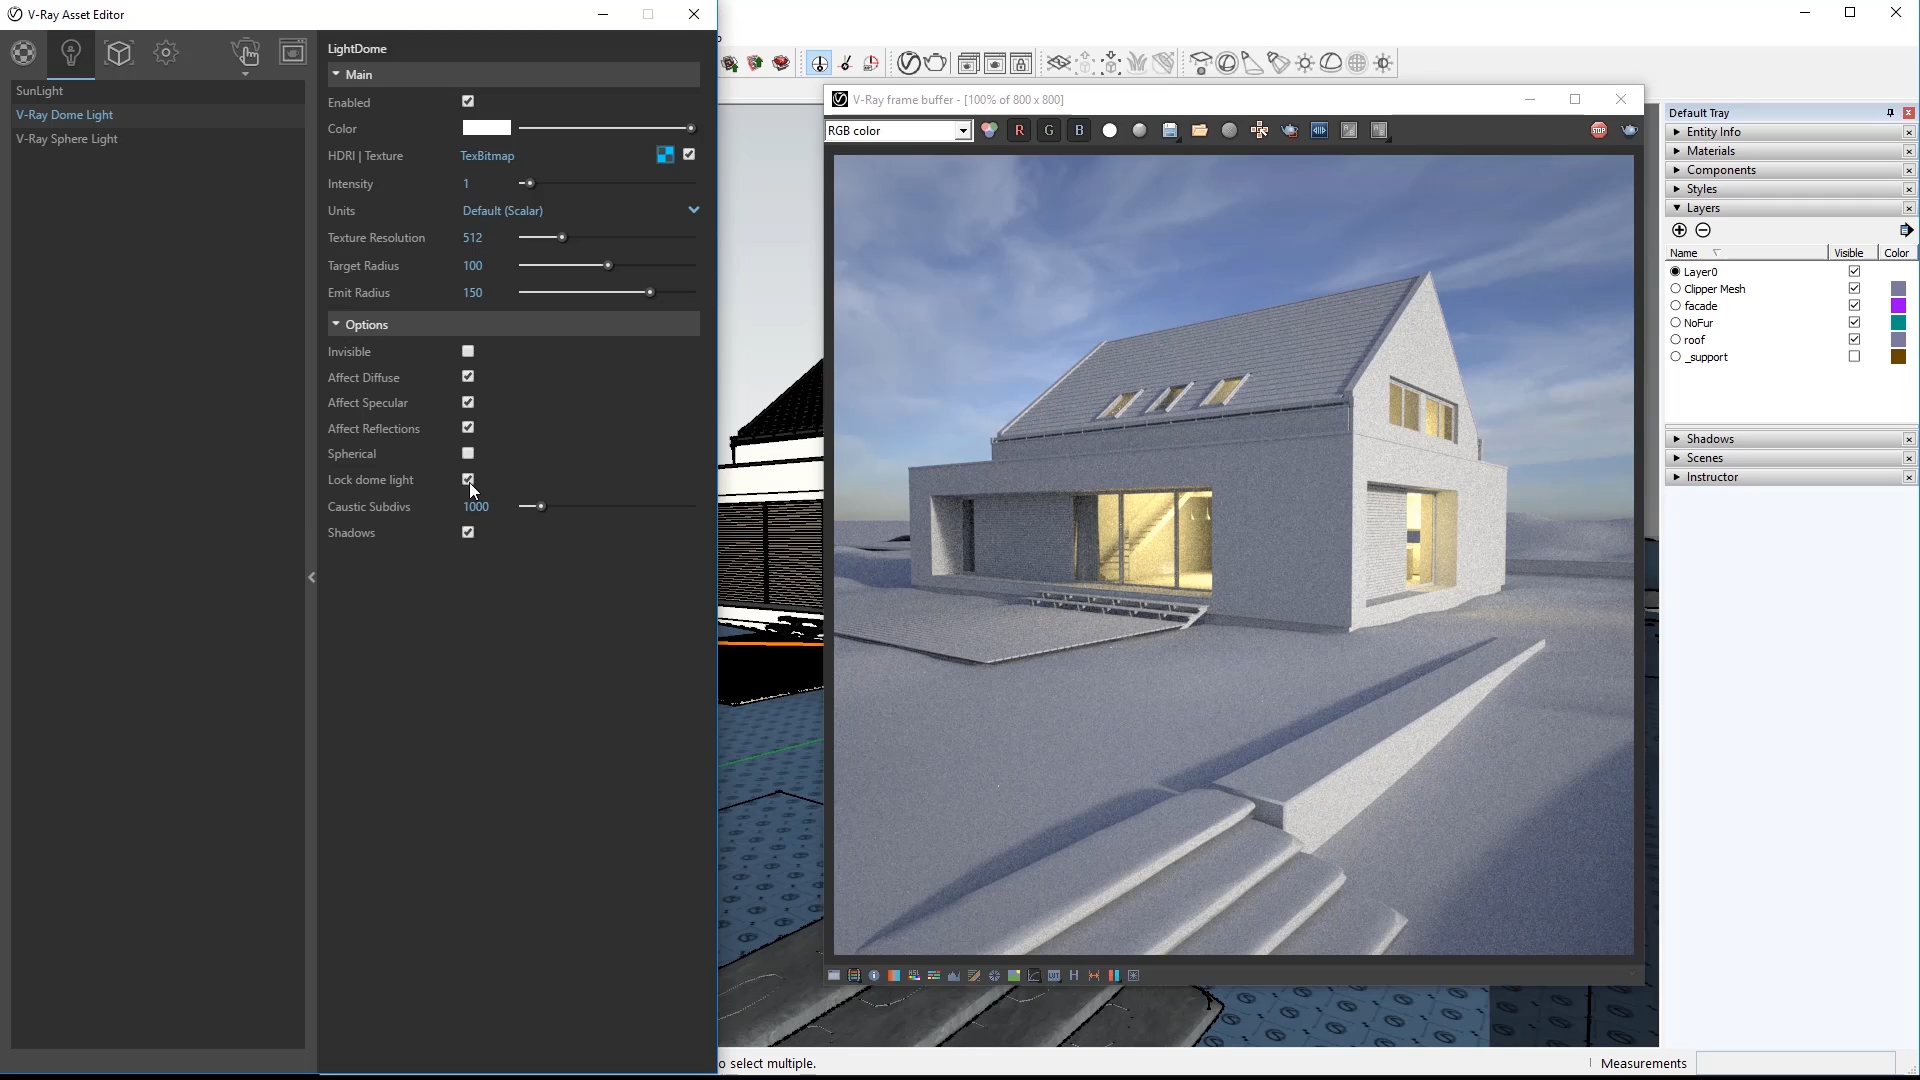 V-Ray Asset Editor
SunLight
V-Ray Dome Light
V-Ray Sphere Light
LightDome
Main
Enabled
Color
HDRI | Texture TexBitmap
Intensity 1
Units Default (Scalar)
Texture Resolution 512
Target Radius 100
Emit Radius 150
Options
Invisible
Affect Diffuse
Affect Specular
Affect Reflections
Spherical
Lock dome light
Caustic Subdivs 1000
Shadows
V-Ray frame buffer - [100% of 800 x 800]
RGB color
R G B
STOP
HSL
LUT
H
Default Tray
Entity Info
Materials
Components
Styles
Layers
Name Visible Color
Layer0
Clipper Mesh
facade
NoFur
roof
_support
Shadows
Scenes
Instructor
o select multiple.
Measurements